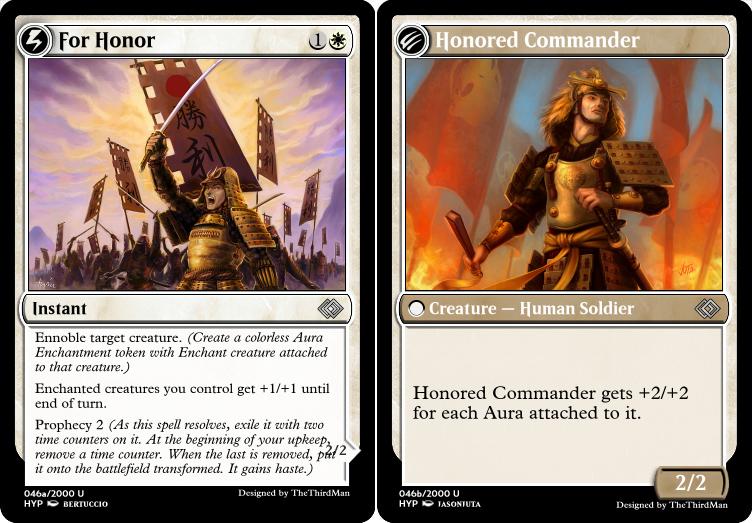 For Honor
1
勝利
Instant
Ennoble target creature. (Create a colorless Aura
Enchantment token with Enchant creature attached
to that creature.)
Enchanted creatures you control get +1/+1 until
end of turn.
Prophecy 2 (As this spell resolves, exile it with two
time counters on it. At the beginning of your upkeep,
remove a time counter. When the last is removed, put
it onto the battlefield transformed. It gains haste.)
2/2
046a/2000 U
HYP BERTUCCIO
Designed by TheThirdMan
Honored Commander
Creature — Human Soldier
Honored Commander gets +2/+2
for each Aura attached to it.
2/2
046b/2000 U
HYP JASONJUTA
Designed by TheThirdMan